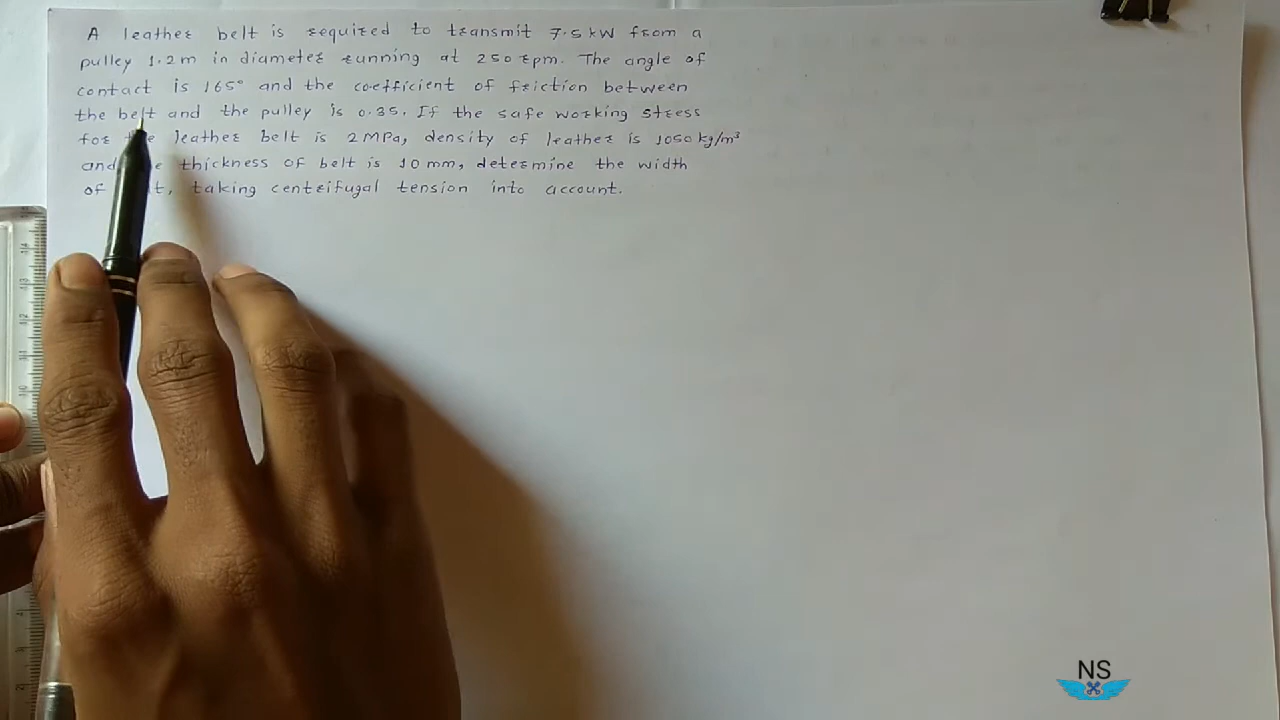 A leather belt is required to transmit 7.5 kW from a
pulley 1.2 m in diameter running at 250 rpm. The angle of
contact is 165° and the coefficient of friction between
the belt and the pulley is 0.35. If the safe working stress
for leather belt is 2 MPa, density of leather is 1050 kg/m³
and thickness of belt is 10 mm, determine the width
of taking centrifugal tension into account.
NS